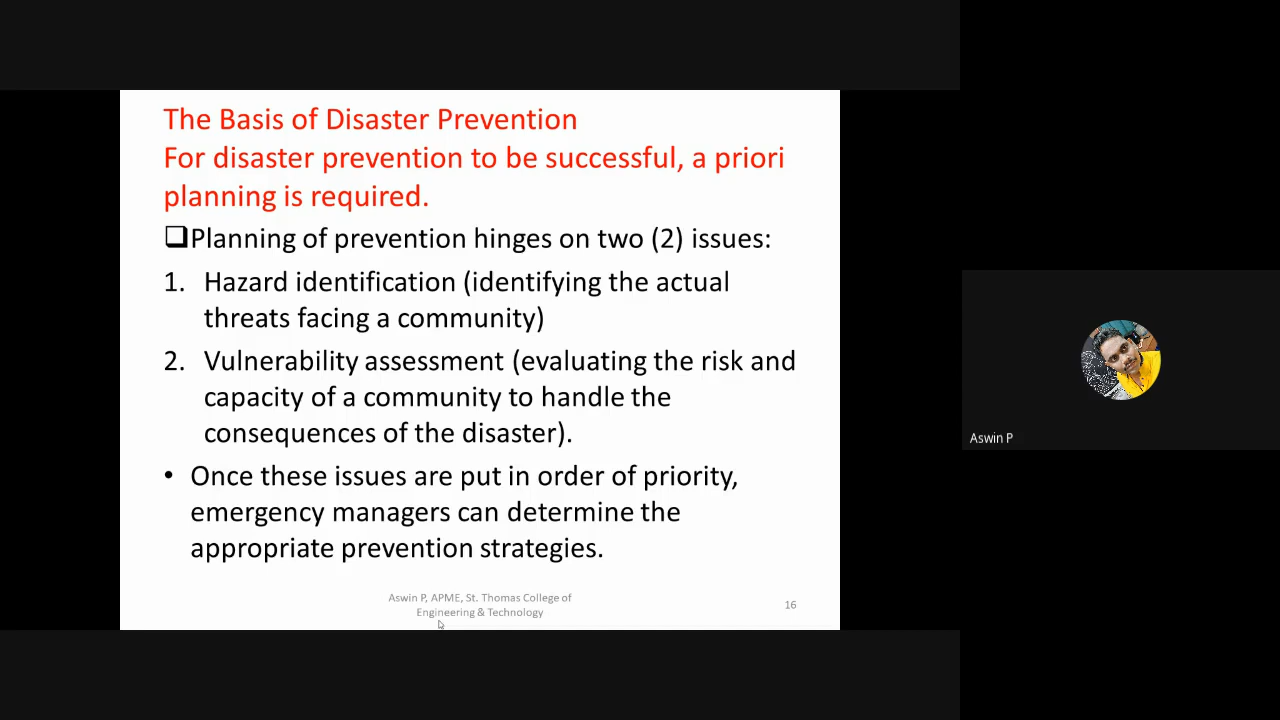 The Basis of Disaster Prevention
For disaster prevention to be successful, a priori
planning is required.
❑Planning of prevention hinges on two (2) issues:
1. Hazard identification (identifying the actual
threats facing a community)
2. Vulnerability assessment (evaluating the risk and
capacity of a community to handle the
consequences of the disaster).
• Once these issues are put in order of priority,
emergency managers can determine the
appropriate prevention strategies.
Aswin P, APME, St. Thomas College of
Engineering & Technology
16
Aswin P